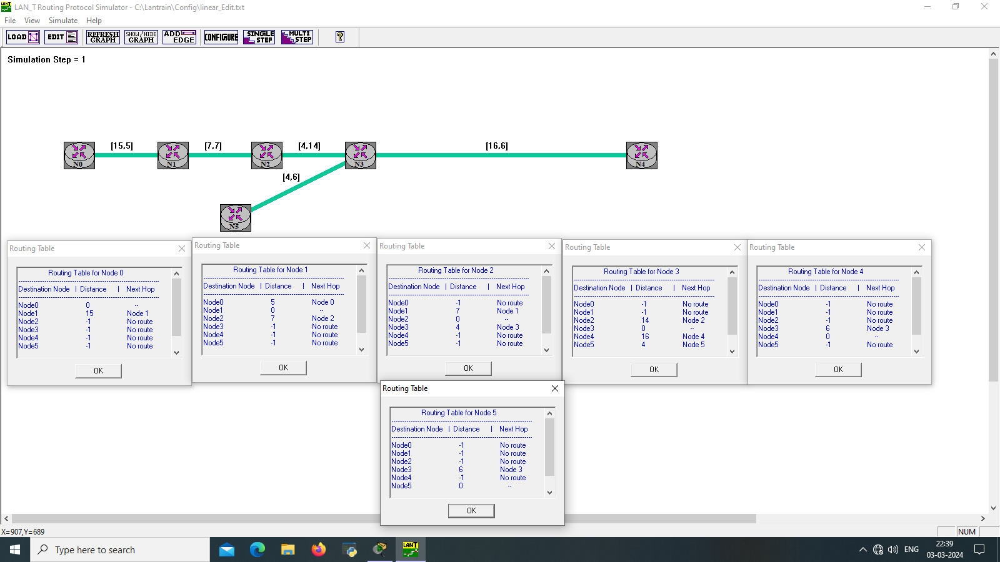 LAN_T Routing Protocol Simulator - C:\Lantrain\Config\linear_Edit.txt
File View Simulate Help
LOAD EDIT REFRESH GRAPH SHOW/HIDE GRAPH ADD EDGE CONFIGURE SINGLE STEP MULTI STEP ?
Simulation Step = 1
[15,5] [7,7] [4,14] [16,6]
N0 N1 N2 N3 N4
[4,6]
N5
Routing Table
Routing Table for Node 0
Destination Node | Distance | Next Hop
Node0 0 --
Node1 15 Node 1
Node2 -1 No route
Node3 -1 No route
Node4 -1 No route
Node5 -1 No route
OK
Routing Table
Routing Table for Node 1
Destination Node | Distance | Next Hop
Node0 5 Node 0
Node1 0 --
Node2 7 Node 2
Node3 -1 No route
Node4 -1 No route
Node5 -1 No route
OK
Routing Table
Routing Table for Node 2
Destination Node | Distance | Next Hop
Node0 -1 No route
Node1 7 Node 1
Node2 0 --
Node3 4 Node 3
Node4 -1 No route
Node5 -1 No route
OK
Routing Table
Routing Table for Node 3
Destination Node | Distance | Next Hop
Node0 -1 No route
Node1 -1 No route
Node2 14 Node 2
Node3 0 --
Node4 16 Node 4
Node5 4 Node 5
OK
Routing Table
Routing Table for Node 4
Destination Node | Distance | Next Hop
Node0 -1 No route
Node1 -1 No route
Node2 -1 No route
Node3 6 Node 3
Node4 0 --
Node5 -1 No route
OK
Routing Table
Routing Table for Node 5
Destination Node | Distance | Next Hop
Node0 -1 No route
Node1 -1 No route
Node2 -1 No route
Node3 6 Node 3
Node4 -1 No route
Node5 0 --
OK
X=907,Y=689
NUM
Type here to search
LANT
ENG
22:39
03-03-2024